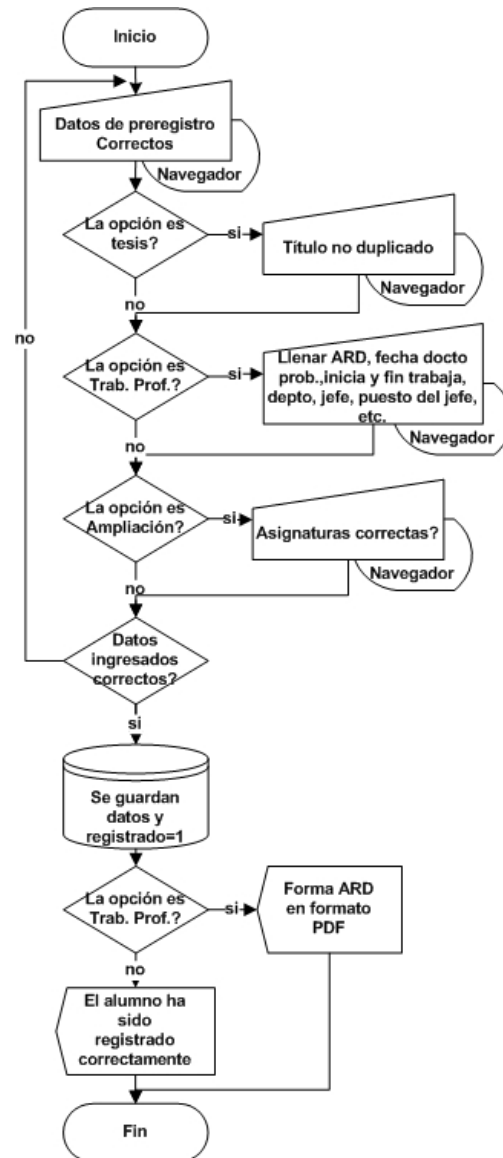 Inicio
Datos de preregistro
Correctos
Navegador
La opción es
tesis?
si
Título no duplicado
Navegador
no
no
La opción es
Trab. Prof.?
si
Llenar ARD, fecha docto
prob.,inicia y fin trabaja,
depto, jefe, puesto del jefe,
etc.
Navegador
no
La opción es
Ampliación?
si
Asignaturas correctas?
Navegador
no
Datos
ingresados
correctos?
si
Se guardan
datos y
registrado=1
La opción es
Trab. Prof.?
si
Forma ARD
en formato
PDF
no
El alumno ha
sido
registrado
correctamente
Fin